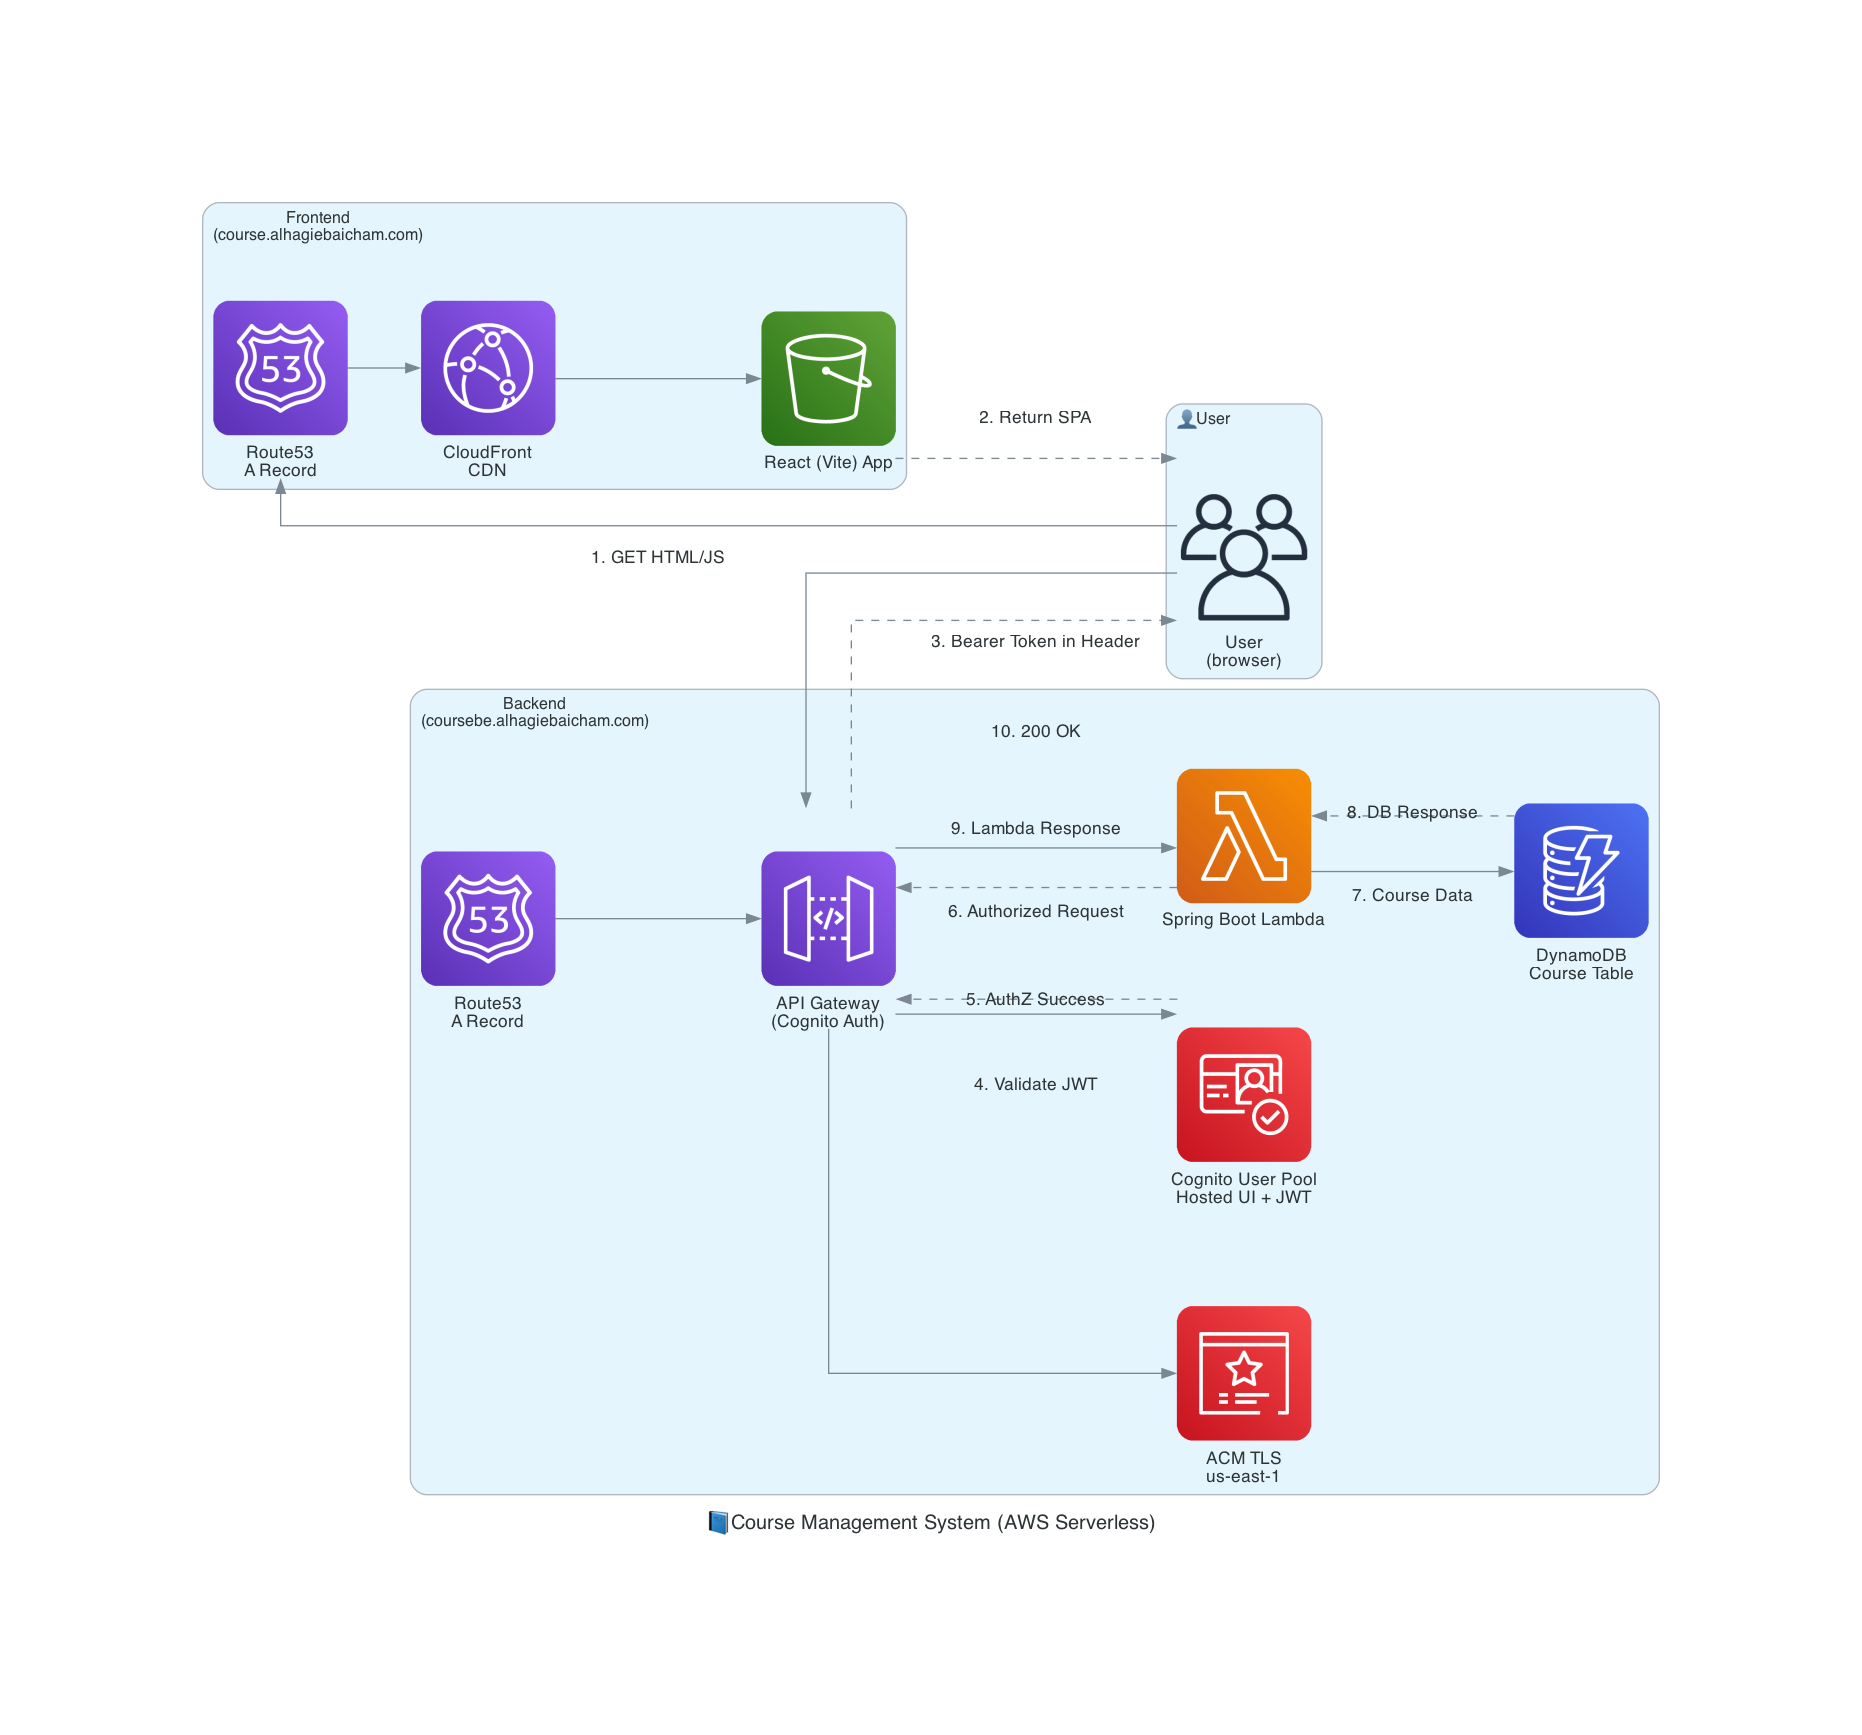 Frontend
(course.alhagiebaicham.com)
53
Route53
A Record
CloudFront
CDN
React (Vite) App
2. Return SPA
User
1. GET HTML/JS
3. Bearer Token in Header
User
(browser)
Backend
(coursebe.alhagiebaicham.com)
10. 200 OK
9. Lambda Response
8. DB Response
53
</>
6. Authorized Request
Spring Boot Lambda
7. Course Data
DynamoDB
Course Table
Route53
A Record
API Gateway
(Cognito Auth)
5. AuthZ Success
4. Validate JWT
Cognito User Pool
Hosted UI + JWT
ACM TLS
us-east-1
Course Management System (AWS Serverless)